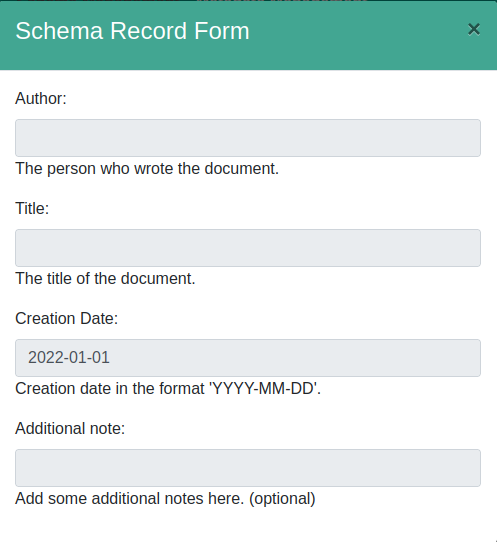 Schema Record Form
×
Author:
The person who wrote the document.
Title:
The title of the document.
Creation Date:
2022-01-01
Creation date in the format 'YYYY-MM-DD'.
Additional note:
Add some additional notes here. (optional)